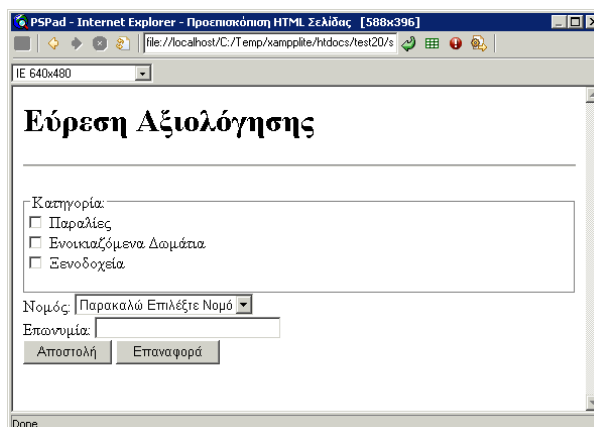 PSPad - Internet Explorer - Προεπισκόπιση HTML Σελίδας [588x396]
file://localhost/C:/Temp/xampplite/htdocs/test20/s
IE 640x480
Εύρεση Αξιολόγησης
Κατηγορία:
Παραλίες
Ενοικιαζόμενα Δωμάτια
Ξενοδοχεία
Νομός: Παρακαλώ Επιλέξτε Νομό
Επωνυμία:
Αποστολή Επαναφορά
Done